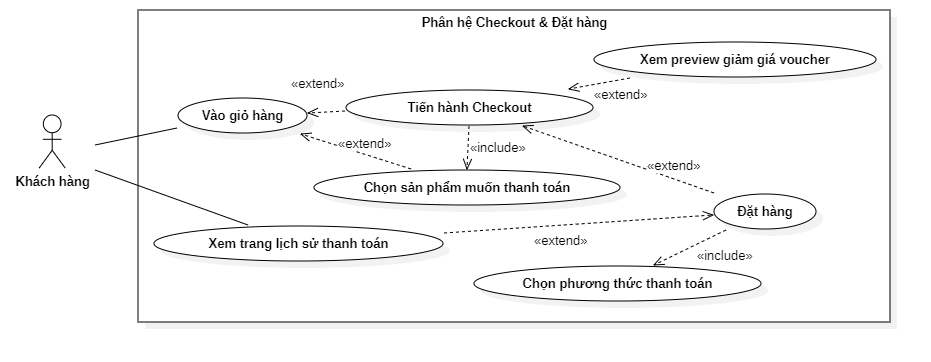 Phân hệ Checkout & Đặt hàng
Xem preview giảm giá voucher
«extend»
«extend»
Tiến hành Checkout
Vào giỏ hàng
«extend»
«include»
«extend»
Khách hàng
Chọn sản phẩm muốn thanh toán
Đặt hàng
Xem trang lịch sử thanh toán
«extend»
«include»
Chọn phương thức thanh toán